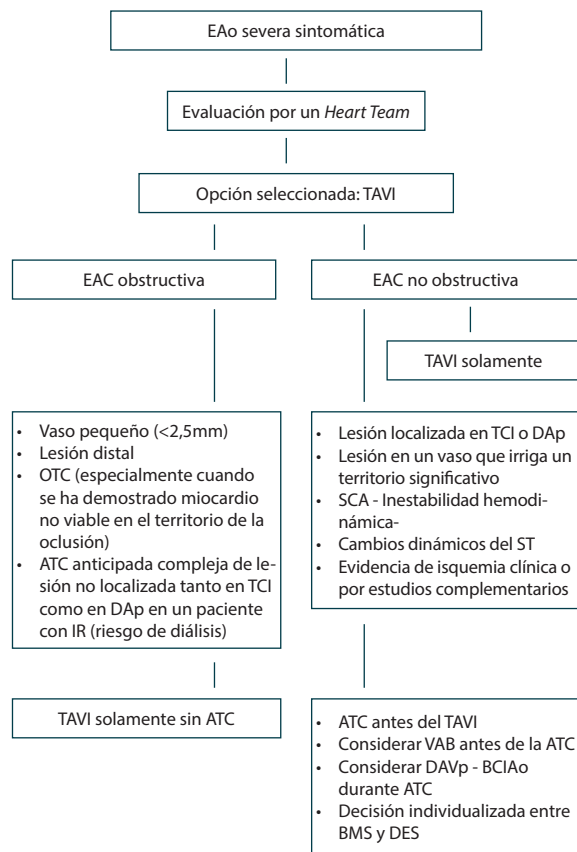 EAo severa sintomática
Evaluación por un Heart Team
Opción seleccionada: TAVI
EAC obstructiva
EAC no obstructiva
TAVI solamente
• Vaso pequeño (<2,5mm)
• Lesión distal
• OTC (especialmente cuando
se ha demostrado miocardio
no viable en el territorio de la
oclusión)
• ATC anticipada compleja de le-
sión no localizada tanto en TCI
como en DAp en un paciente
con IR (riesgo de diálisis)
• Lesión localizada en TCI o DAp
• Lesión en un vaso que irriga un
territorio significativo
• SCA - Inestabilidad hemodi-
námica-
• Cambios dinámicos del ST
• Evidencia de isquemia clínica o
por estudios complementarios
TAVI solamente sin ATC
• ATC antes del TAVI
• Considerar VAB antes de la ATC
• Considerar DAVp - BCIAo
durante ATC
• Decisión individualizada entre
BMS y DES